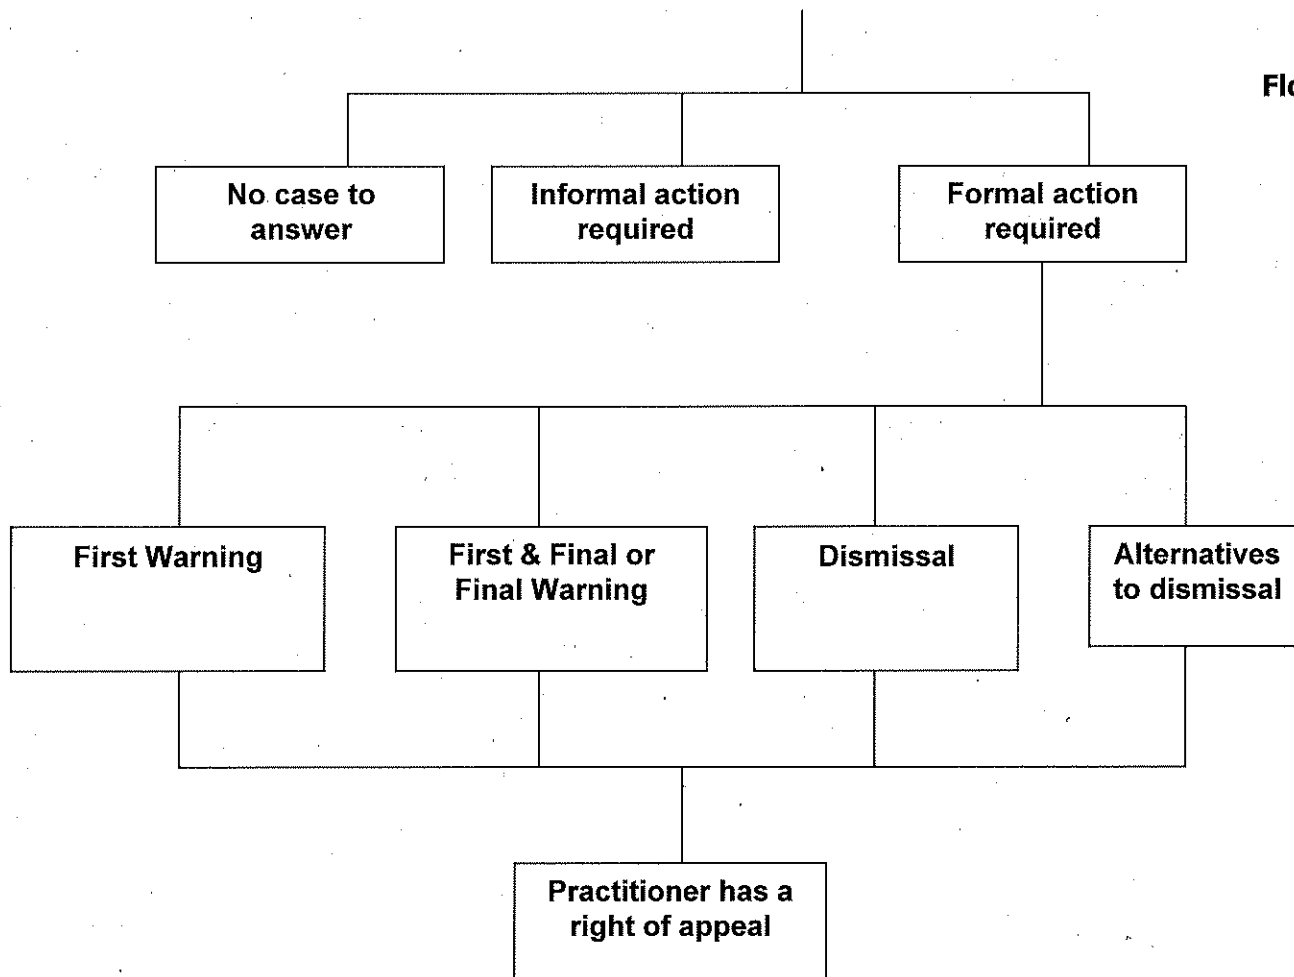 No case to
answer
Informal action
required
Formal action
required
First Warning
First & Final or
Final Warning
Dismissal
Alternatives
to dismissal
Practitioner has a
right of appeal